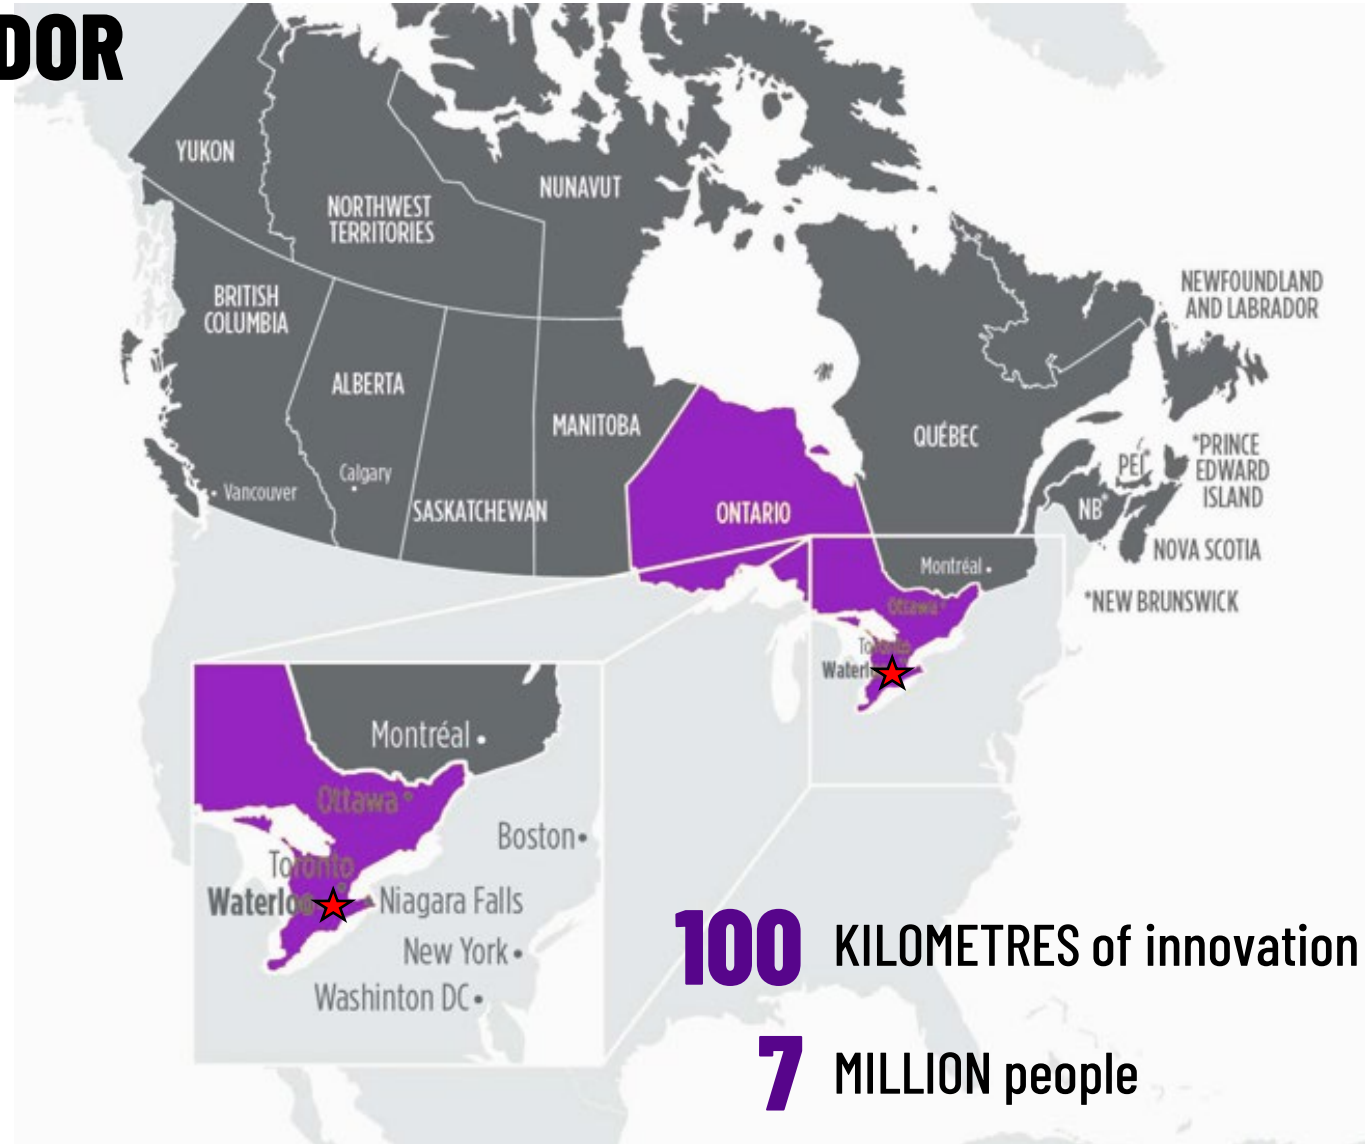 DOR
YUKON
NORTHWEST
TERRITORIES
NUNAVUT
BRITISH
COLUMBIA
ALBERTA
Calgary
Vancouver
SASKATCHEWAN
MANITOBA
ONTARIO
QUÉBEC
NEWFOUNDLAND
AND LABRADOR
PEI*
*PRINCE
EDWARD
ISLAND
NB*
NOVA SCOTIA
*NEW BRUNSWICK
Montréal
Ottawa
Toronto
Waterl
Montréal
Ottawa
Toronto
Waterloo
Niagara Falls
Boston
New York
Washinton DC
100 KILOMETRES of innovation
7 MILLION people